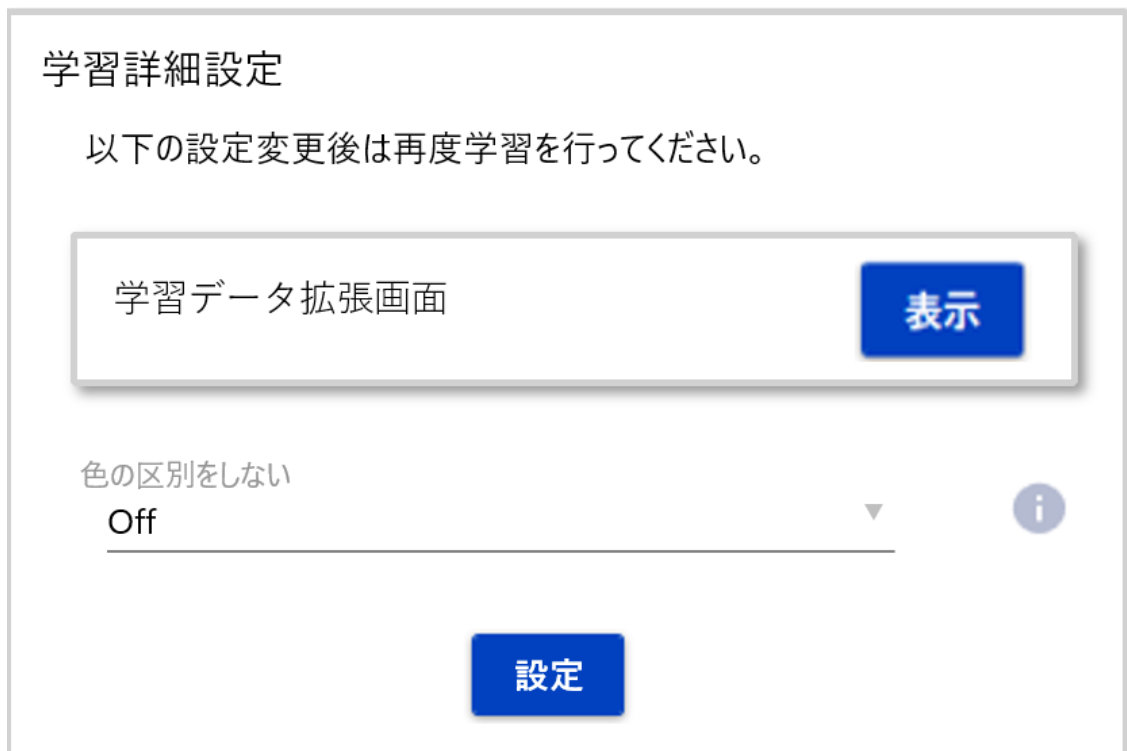 学習詳細設定
以下の設定変更後は再度学習を行ってください。
学習データ拡張画面
表示
色の区別をしない
Off
設定